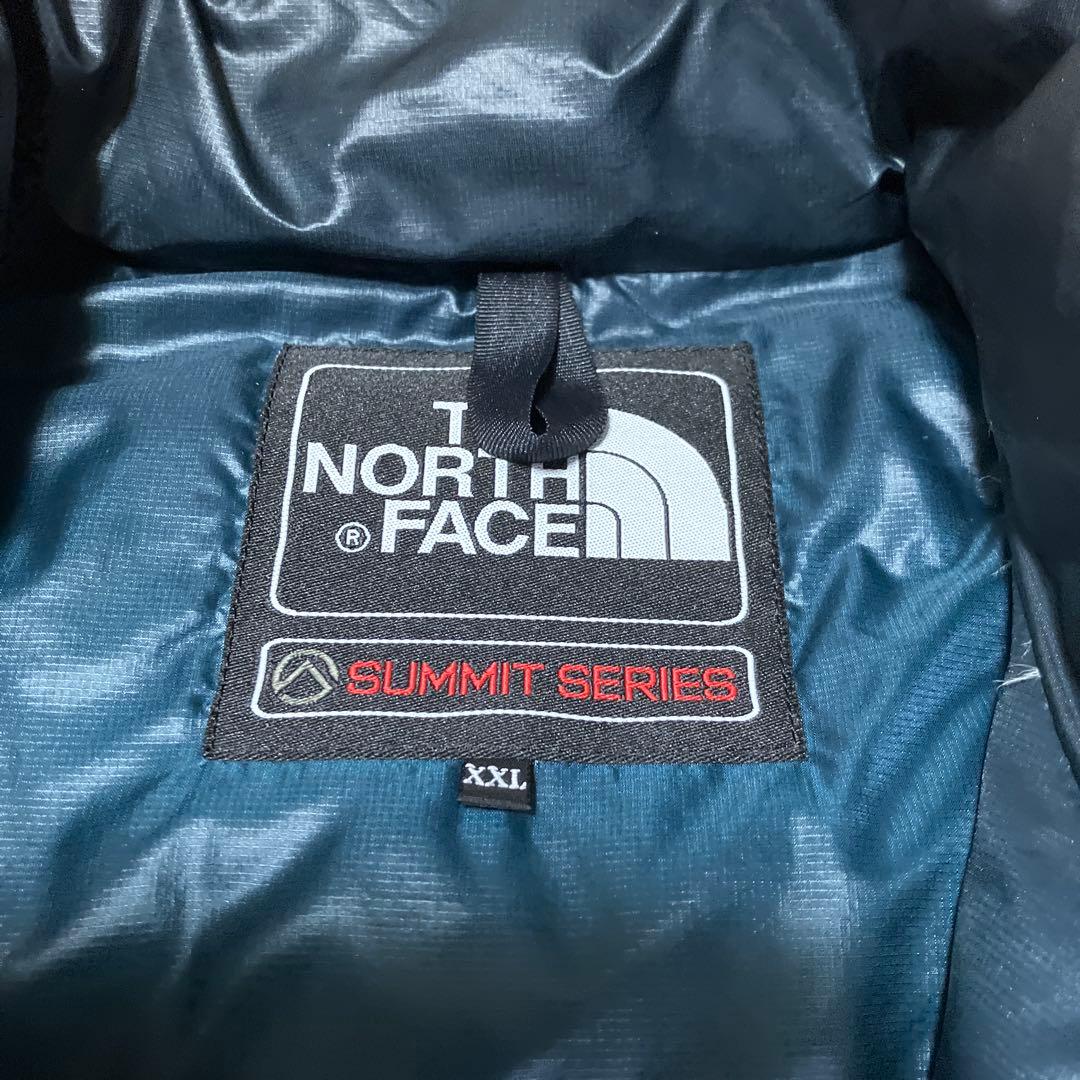 T
NORTH
® FACE
SUMMIT SERIES
XXL